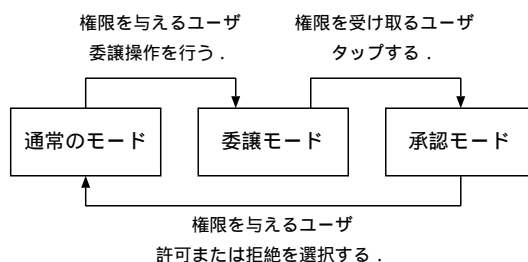 権限を与えるユーザ
委譲操作を行う．
権限を受け取るユーザ
タップする．
通常のモード
委譲モード
承認モード
権限を与えるユーザ
許可または拒絶を選択する．